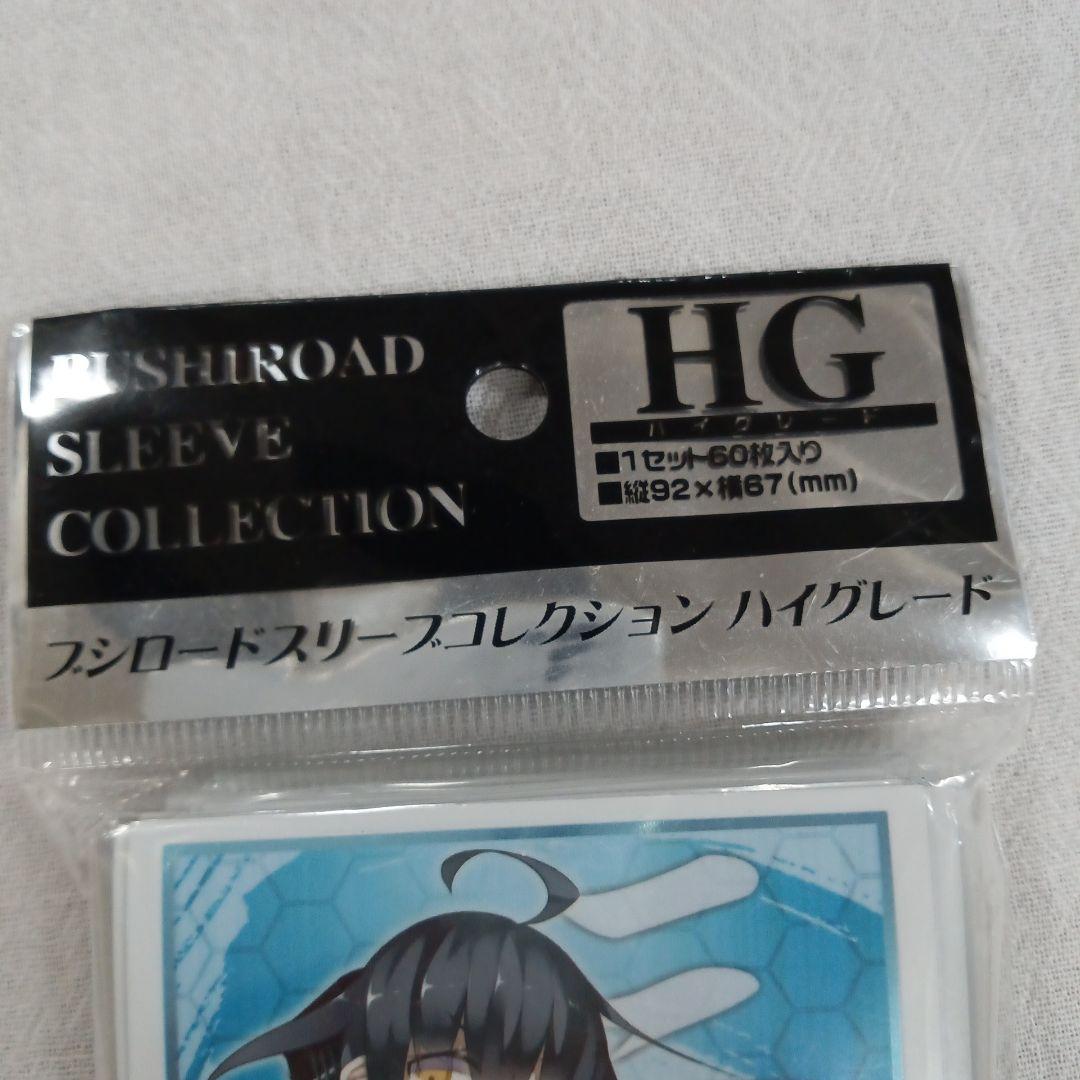 BUSHIROAD
SLEEVE
COLLECTION
HG
ハイグレード
■1セット60枚入り
■縦92×横67(mm)
ブシロードスリーブコレクション ハイグレード